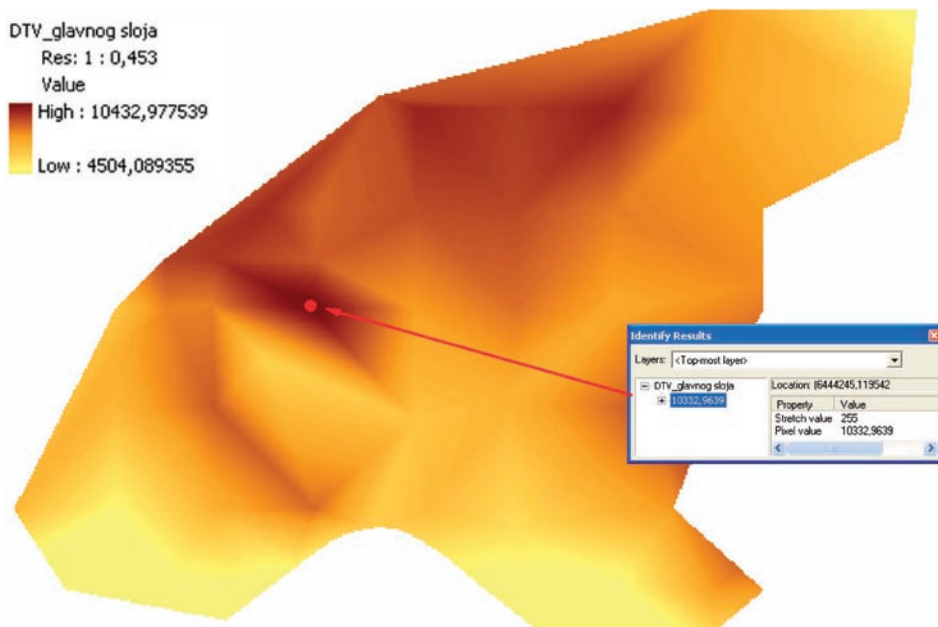 DTV_glavnog sloja
Res: 1 : 0,453
Value
High : 10432,977539
Low : 4504,089355
Identify Results
Layers: <Top-most layer>
DTV_glavnog sloja
10332,9639
Location: (6444245,119542
Property Value
Stretch value 255
Pixel value 10332,9639